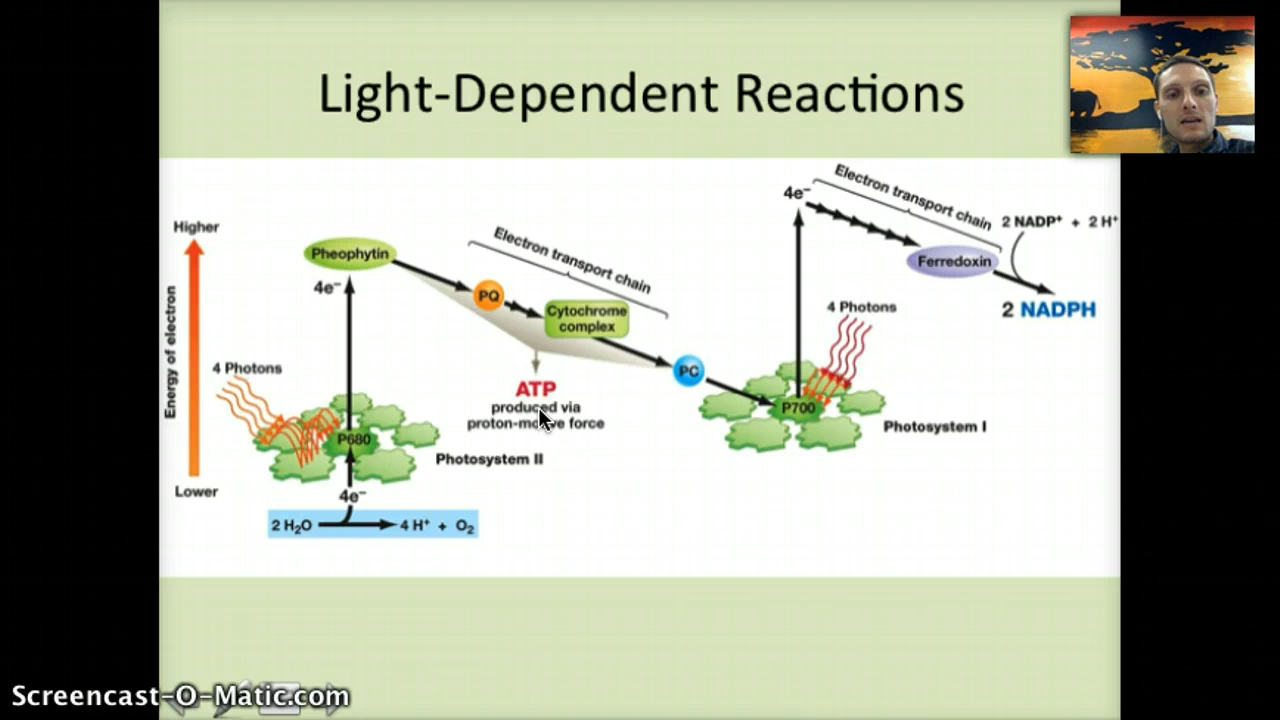 Light-Dependent Reactions
Higher
Energy of electron
Lower
4 Photons
Pheophytin
4e⁻
P680
4e⁻
2 H₂O
4 H⁺ + O₂
Photosystem II
Electron transport chain
PQ
Cytochrome
complex
ATP
produced via
proton-motive force
PC
4e⁻
Electron transport chain
Ferredoxin
2 NADP⁺ + 2 H⁺
2 NADPH
4 Photons
P700
Photosystem I
Screencast-O-Matic.com